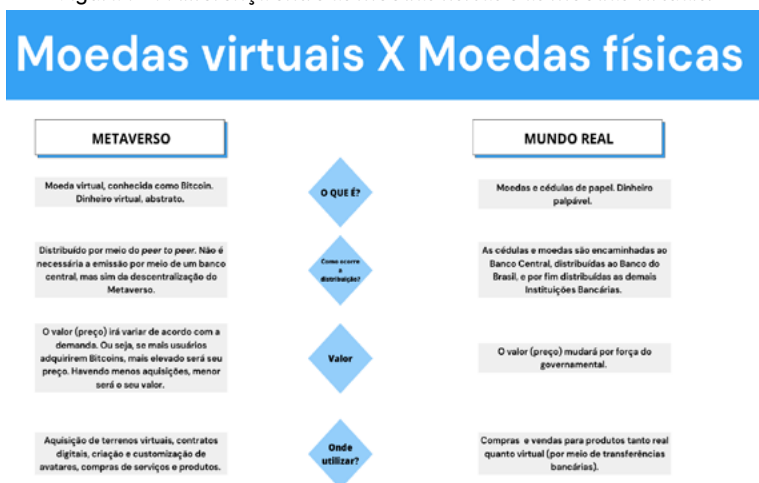 Moedas virtuais X Moedas físicas
METAVERSO
MUNDO REAL
Moeda virtual, conhecida como Bitcoin.
Dinheiro virtual, abstrato.
O QUE É?
Moedas e cédulas de papel. Dinheiro
palpável.
Distribuído por meio do peer to peer. Não é
necessária a emissão por meio de um banco
central, mas sim da descentralização do
Metaverso.
Como ocorre
a
distribuição?
As cédulas e moedas são encaminhadas ao
Banco Central, distribuídas ao Banco do
Brasil, e por fim distribuídas as demais
Instituições Bancárias.
O valor (preço) irá variar de acordo com a
demanda. Ou seja, se mais usuários
adquirirem Bitcoins, mais elevado será seu
preço. Havendo menos aquisições, menor
será o seu valor.
Valor
O valor (preço) mudará por força do
governamental.
Aquisição de terrenos virtuais, contratos
digitais, criação e customização de
avatares, compras de serviços e produtos.
Onde
utilizar?
Compras e vendas para produtos tanto real
quanto virtual (por meio de transferências
bancárias).